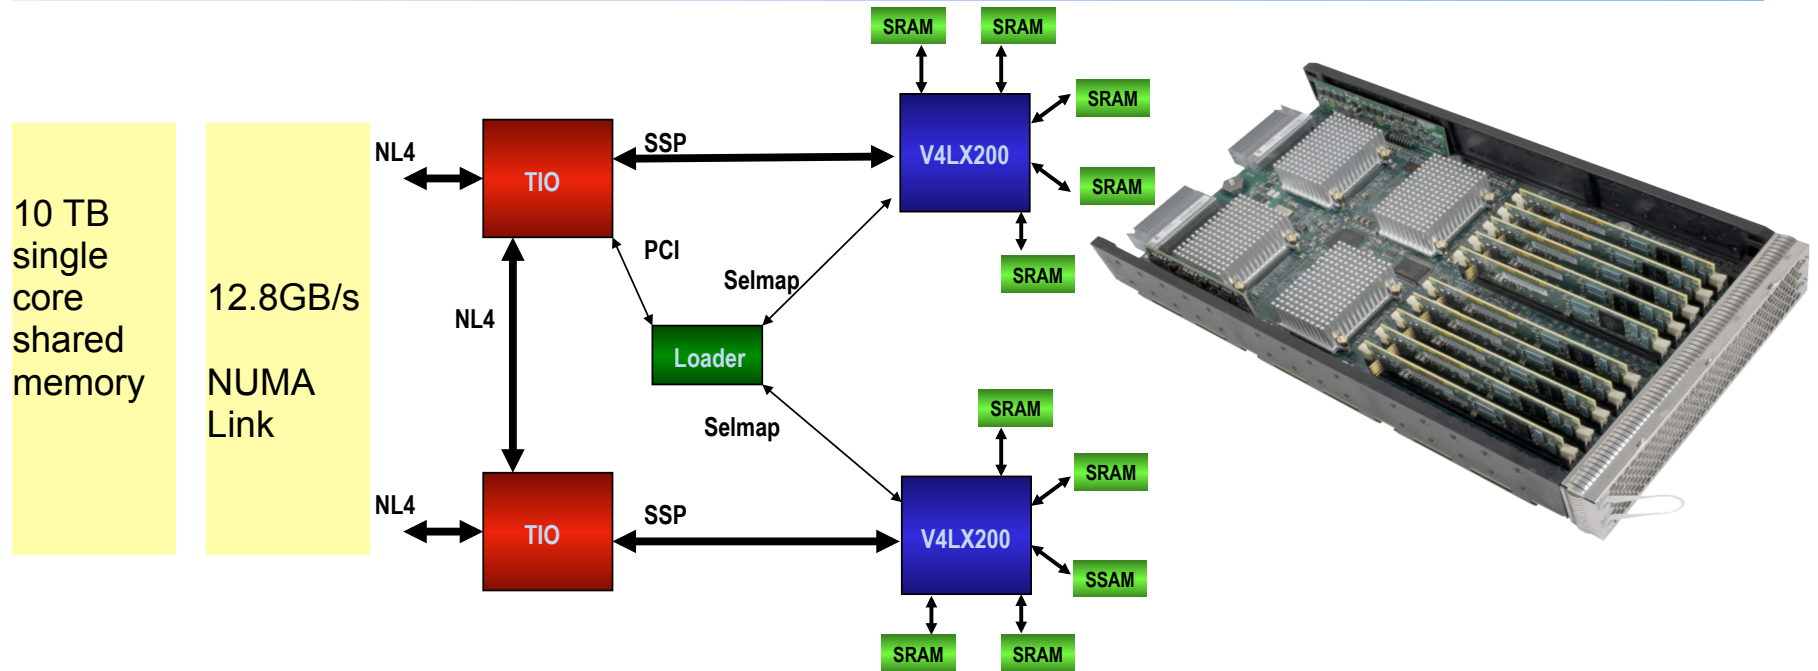 SRAM
SRAM
SRAM
SRAM
SRAM
V4LX200
SSP
NL4
TIO
10 TB
single
core
shared
memory
12.8GB/s
NUMA
Link
PCI
Selmap
NL4
Loader
Selmap
SRAM
SRAM
NL4
TIO
SSP
V4LX200
SSAM
SRAM
SRAM